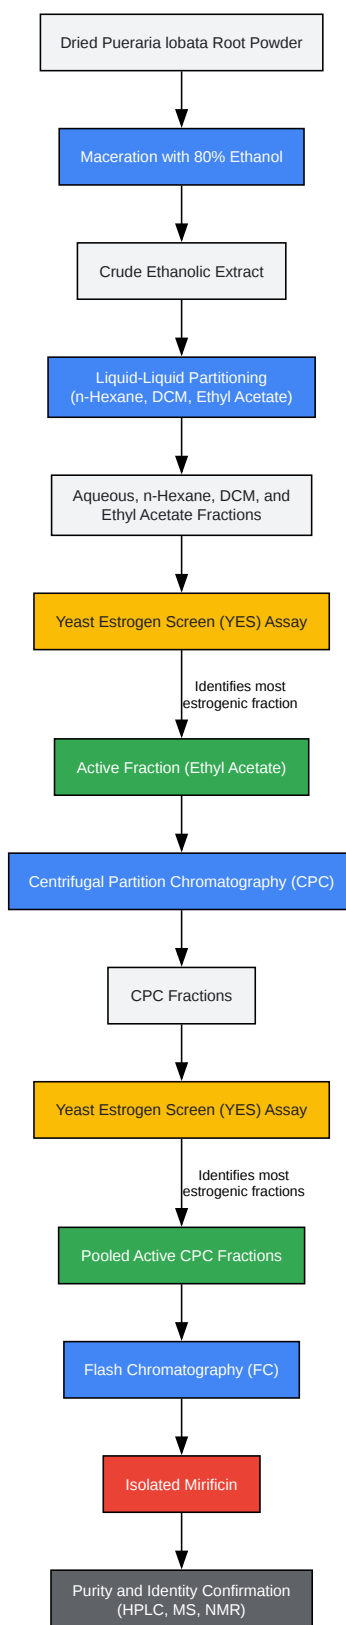 Dried Pueraria lobata Root Powder
Maceration with 80% Ethanol
Crude Ethanolic Extract
Liquid-Liquid Partitioning
(n-Hexane, DCM, Ethyl Acetate)
Aqueous, n-Hexane, DCM, and
Ethyl Acetate Fractions
Yeast Estrogen Screen (YES) Assay
Identifies most
estrogenic fraction
Active Fraction (Ethyl Acetate)
Centrifugal Partition Chromatography (CPC)
CPC Fractions
Yeast Estrogen Screen (YES) Assay
Identifies most
estrogenic fractions
Pooled Active CPC Fractions
Flash Chromatography (FC)
Isolated Mirificin
Purity and Identity Confirmation
(HPLC, MS, NMR)